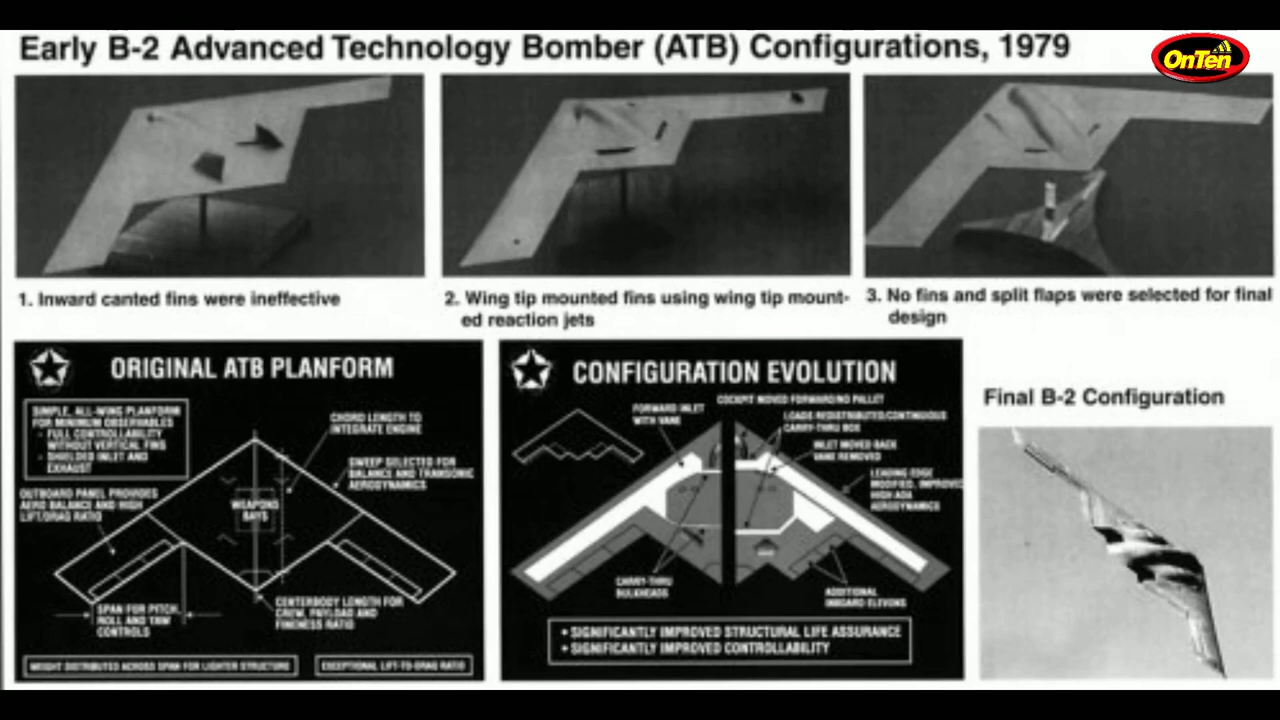 Early B-2 Advanced Technology Bomber (ATB) Configurations, 1979
OnTen
1. Inward canted fins were ineffective
2. Wing tip mounted fins using wing tip mount-
ed reaction jets
3. No fins and split flaps were selected for final
design
ORIGINAL ATB PLANFORM
SIMPLE, ALL-WING PLANFORM
FOR MINIMUM OBSERVABLES
- FULL CONTROLLABILITY
WITHOUT VERTICAL FINS
- SHIELDED INLET AND
EXHAUST
CHORD LENGTH TO
INTEGRATE ENGINE
SWEEP SELECTED FOR
BALANCE AND TRANSONIC
AERODYNAMICS
OUTBOARD PANEL PROVIDES
AERO BALANCE AND HIGH
LIFT/DRAG RATIO
WEAPONS
BAYS
SPAN FOR PITCH,
ROLL AND YAW
CONTROLS
CENTERBODY LENGTH FOR
CREW, PAYLOAD AND
FINENESS RATIO
WEIGHT DISTRIBUTED ACROSS SPAN FOR LIGHTER STRUCTURE
EXCEPTIONAL LIFT-TO-DRAG RATIO
CONFIGURATION EVOLUTION
COCKPIT MOVED FORWARD/NO PALLET
FORWARD INLET
WITH VANE
LOADS REDISTRIBUTED/CONTINUOUS
CARRY-THRU BOX
INLET MOVED BACK
VANE REMOVED
LEADING EDGE
MODIFIED, IMPROVED
HIGH AOA
AERODYNAMICS
CARRY-THRU
BULKHEADS
ADDITIONAL
INBOARD ELEVONS
• SIGNIFICANTLY IMPROVED STRUCTURAL LIFE ASSURANCE
• SIGNIFICANTLY IMPROVED CONTROLLABILITY
Final B-2 Configuration